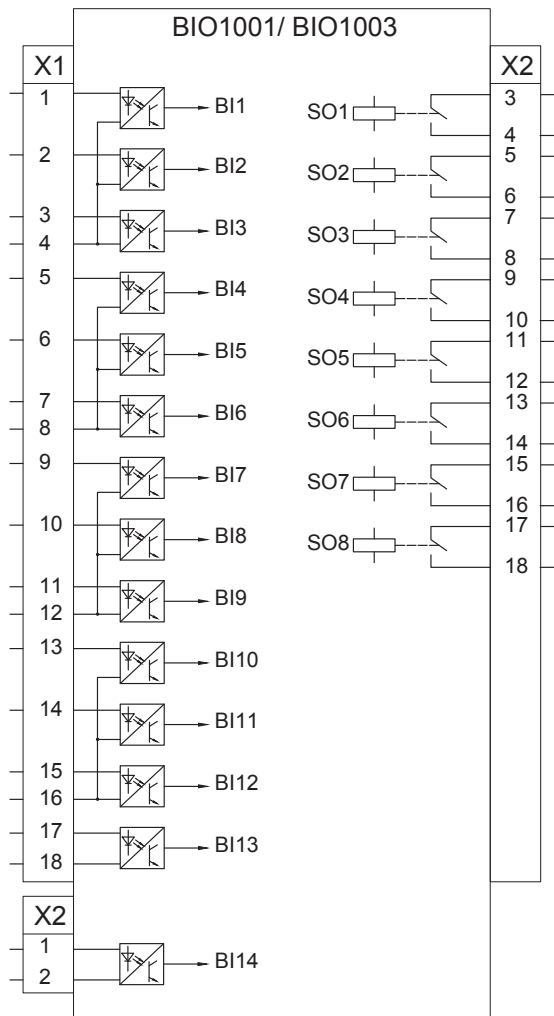 BIO1001/ BIO1003
X1
X2
1
BI1
SO1
3
4
2
BI2
SO2
5
6
3
4
BI3
SO3
7
8
5
BI4
SO4
9
10
6
BI5
SO5
11
12
7
8
BI6
SO6
13
14
9
BI7
SO7
15
16
10
BI8
SO8
17
18
11
12
BI9
13
BI10
14
BI11
15
16
BI12
17
18
BI13
X2
1
2
BI14